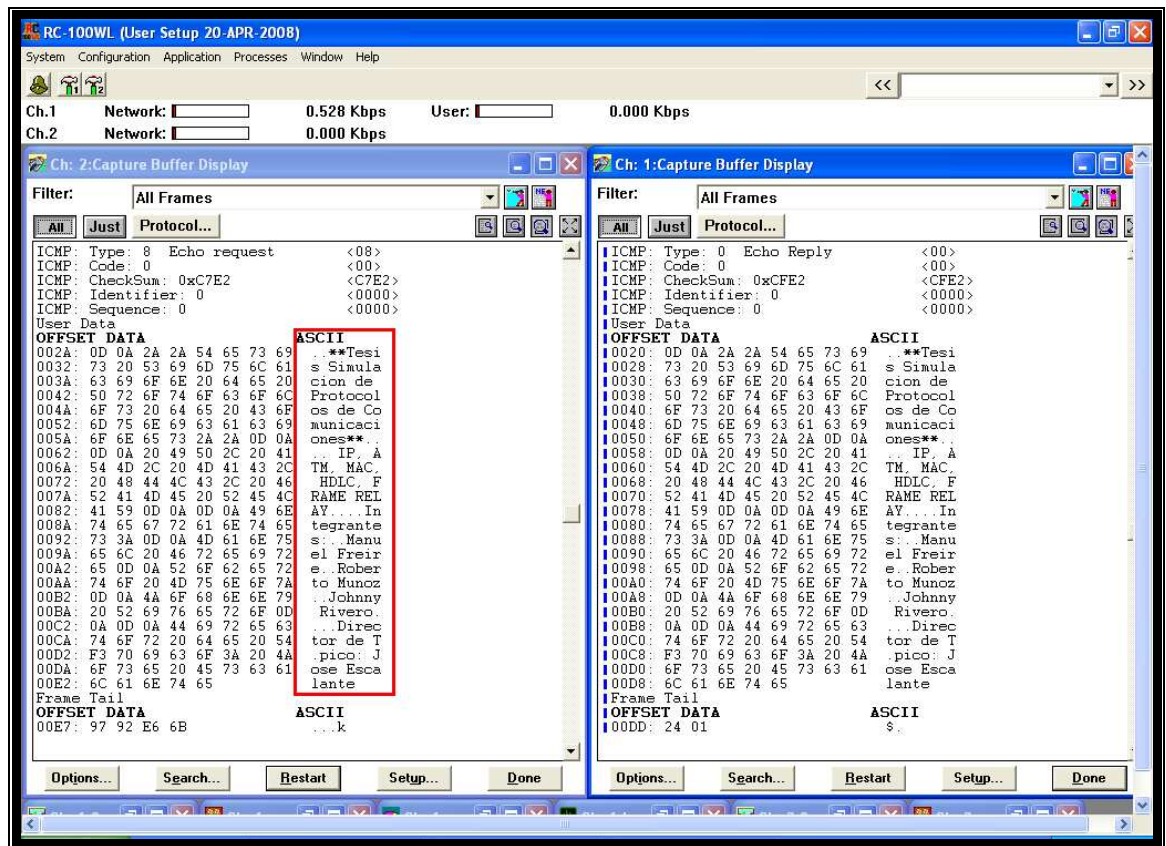 RC-100WL (User Setup 20-APR-2008)
System Configuration Application Processes Window Help
<< >>
Ch.1 Network: 0.528 Kbps User: 0.000 Kbps
Ch.2 Network: 0.000 Kbps
Ch: 2:Capture Buffer Display
Filter: All Frames
All Just Protocol...
ICMP: Type: 8 Echo request <08>
ICMP: Code: 0 <00>
ICMP: CheckSum: 0xC7E2 <C7E2>
ICMP: Identifier: 0 <0000>
ICMP: Sequence: 0 <0000>
User Data
OFFSET DATA ASCII
002A: 0D 0A 2A 2A 54 65 73 69 ..**Tesi
0032: 73 20 53 69 6D 75 6C 61 s Simula
003A: 63 69 6F 6E 20 64 65 20 cion de
0042: 50 72 6F 74 6F 63 6F 6C Protocol
004A: 6F 73 20 64 65 20 43 6F os de Co
0052: 6D 75 6E 69 63 61 63 69 municaci
005A: 6F 6E 65 73 2A 2A 0D 0A ones**..
0062: 0D 0A 20 49 50 2C 20 41 .. IP, A
006A: 54 4D 2C 20 4D 41 43 2C TM, MAC,
0072: 20 48 44 4C 43 2C 20 46 HDLC, F
007A: 52 41 4D 45 20 52 45 4C RAME REL
0082: 41 59 0D 0A 0D 0A 49 6E AY....In
008A: 74 65 67 72 61 6E 74 65 tegrante
0092: 73 3A 0D 0A 4D 61 6E 75 s:..Manu
009A: 65 6C 20 46 72 65 69 72 el Freir
00A2: 65 0D 0A 52 6F 62 65 72 e..Rober
00AA: 74 6F 20 4D 75 6E 6F 7A to Munoz
00B2: 0D 0A 4A 6F 68 6E 6E 79 ..Johnny
00BA: 20 52 69 76 65 72 6F 0D Rivero.
00C2: 0A 0D 0A 44 69 72 65 63 ...Direc
00CA: 74 6F 72 20 64 65 20 54 tor de T
00D2: F3 70 69 63 6F 3A 20 4A .pico: J
00DA: 6F 73 65 20 45 73 63 61 ose Esca
00E2: 6C 61 6E 74 65 lante
Frame Tail
OFFSET DATA ASCII
00E7: 97 92 E6 6B ...k
Options... Search... Restart Setup... Done
Ch: 1:Capture Buffer Display
Filter: All Frames
All Just Protocol...
ICMP: Type: 0 Echo Reply <00>
ICMP: Code: 0 <00>
ICMP: CheckSum: 0xCFE2 <CFE2>
ICMP: Identifier: 0 <0000>
ICMP: Sequence: 0 <0000>
User Data
OFFSET DATA ASCII
0020: 0D 0A 2A 2A 54 65 73 69 ..**Tesi
0028: 73 20 53 69 6D 75 6C 61 s Simula
0030: 63 69 6F 6E 20 64 65 20 cion de
0038: 50 72 6F 74 6F 63 6F 6C Protocol
0040: 6F 73 20 64 65 20 43 6F os de Co
0048: 6D 75 6E 69 63 61 63 69 municaci
0050: 6F 6E 65 73 2A 2A 0D 0A ones**..
0058: 0D 0A 20 49 50 2C 20 41 .. IP, A
0060: 54 4D 2C 20 4D 41 43 2C TM, MAC,
0068: 20 48 44 4C 43 2C 20 46 HDLC, F
0070: 52 41 4D 45 20 52 45 4C RAME REL
0078: 41 59 0D 0A 0D 0A 49 6E AY....In
0080: 74 65 67 72 61 6E 74 65 tegrante
0088: 73 3A 0D 0A 4D 61 6E 75 s:..Manu
0090: 65 6C 20 46 72 65 69 72 el Freir
0098: 65 0D 0A 52 6F 62 65 72 e..Rober
00A0: 74 6F 20 4D 75 6E 6F 7A to Munoz
00A8: 0D 0A 4A 6F 68 6E 6E 79 ..Johnny
00B0: 20 52 69 76 65 72 6F 0D Rivero.
00B8: 0A 0D 0A 44 69 72 65 63 ...Direc
00C0: 74 6F 72 20 64 65 20 54 tor de T
00C8: F3 70 69 63 6F 3A 20 4A .pico: J
00D0: 6F 73 65 20 45 73 63 61 ose Esca
00D8: 6C 61 6E 74 65 lante
Frame Tail
OFFSET DATA ASCII
00DD: 24 01 $.
Options... Search... Restart Setup... Done